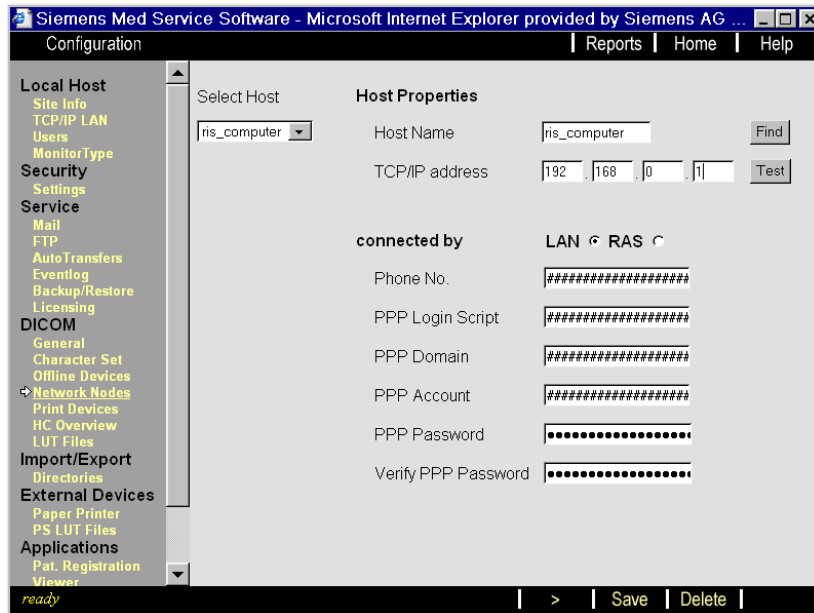 Siemens Med Service Software - Microsoft Internet Explorer provided by Siemens AG ...
Configuration
Reports
Home
Help
Local Host
Site Info
TCP/IP LAN
Users
MonitorType
Security
Settings
Service
Mail
FTP
AutoTransfers
Eventlog
Backup/Restore
Licensing
DICOM
General
Character Set
Offline Devices
Network Nodes
Print Devices
HC Overview
LUT Files
Import/Export
Directories
External Devices
Paper Printer
PS LUT Files
Applications
Pat. Registration
Viewer
Select Host
ris_computer
Host Properties
Host Name ris_computer Find
TCP/IP address 192 . 168 . 0 . 1 Test
connected by LAN RAS
Phone No. ###################
PPP Login Script ###################
PPP Domain ###################
PPP Account ###################
PPP Password ●●●●●●●●●●●●●●●●●●
Verify PPP Password ●●●●●●●●●●●●●●●●●●
ready
> Save Delete